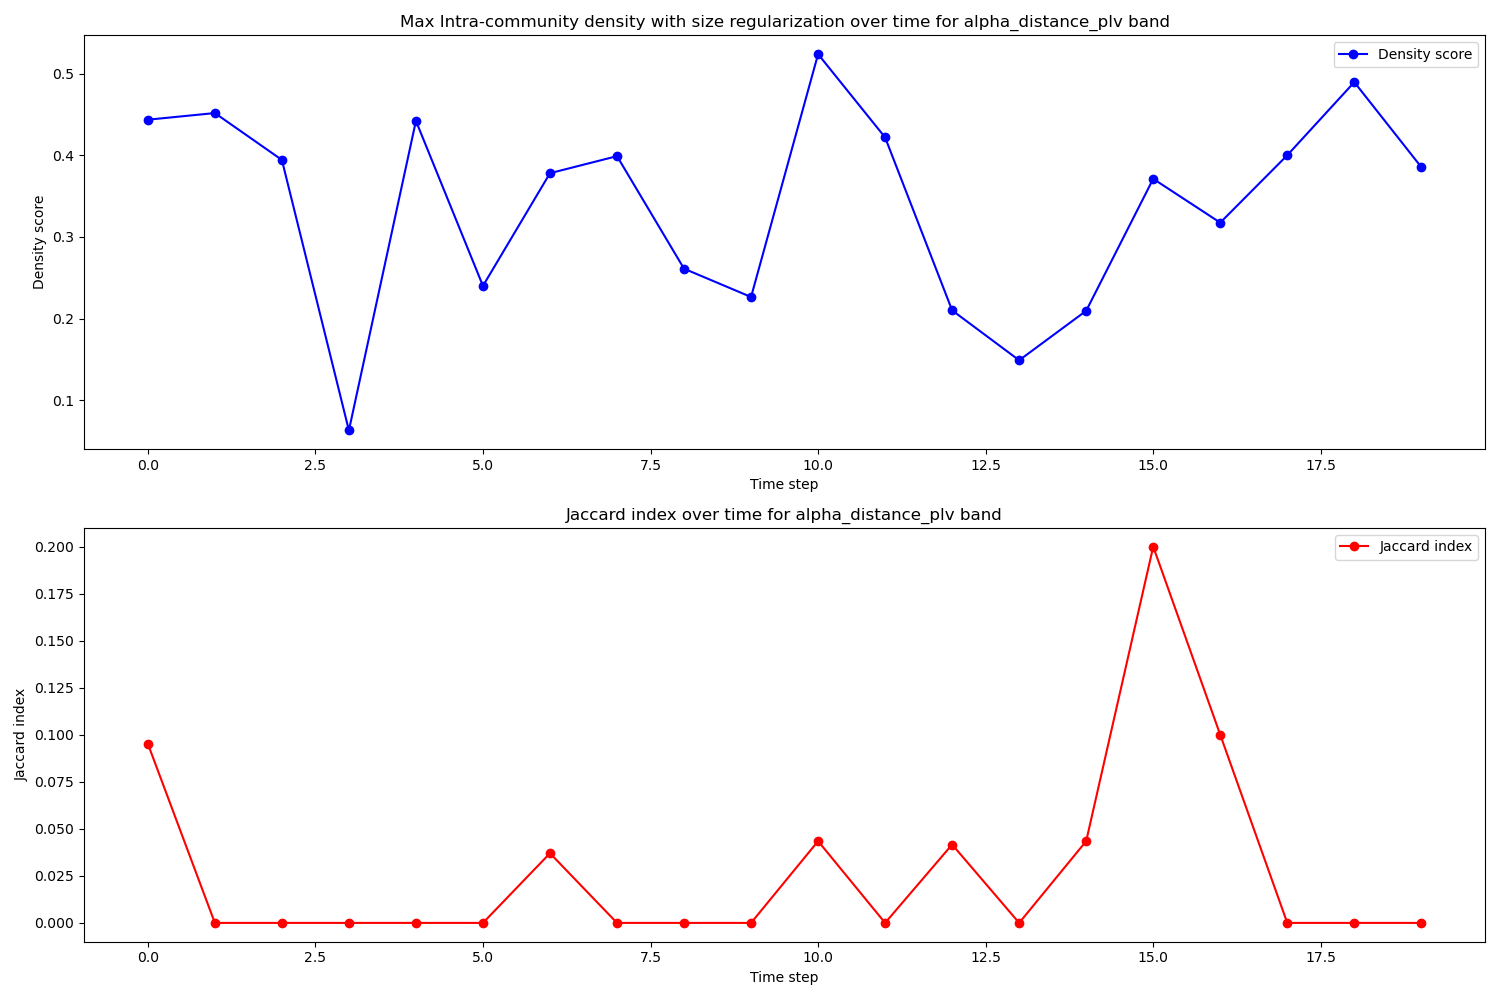 Max Intra-community density with size regularization over time for alpha_distance_plv band
Density score
0.5
0.4
0.3
0.2
0.1
Density score
0.0 2.5 5.0 7.5 10.0 12.5 15.0 17.5
Time step
Jaccard index over time for alpha_distance_plv band
Jaccard index
0.200
0.175
0.150
0.125
0.100
0.075
0.050
0.025
0.000
Jaccard index
0.0 2.5 5.0 7.5 10.0 12.5 15.0 17.5
Time step